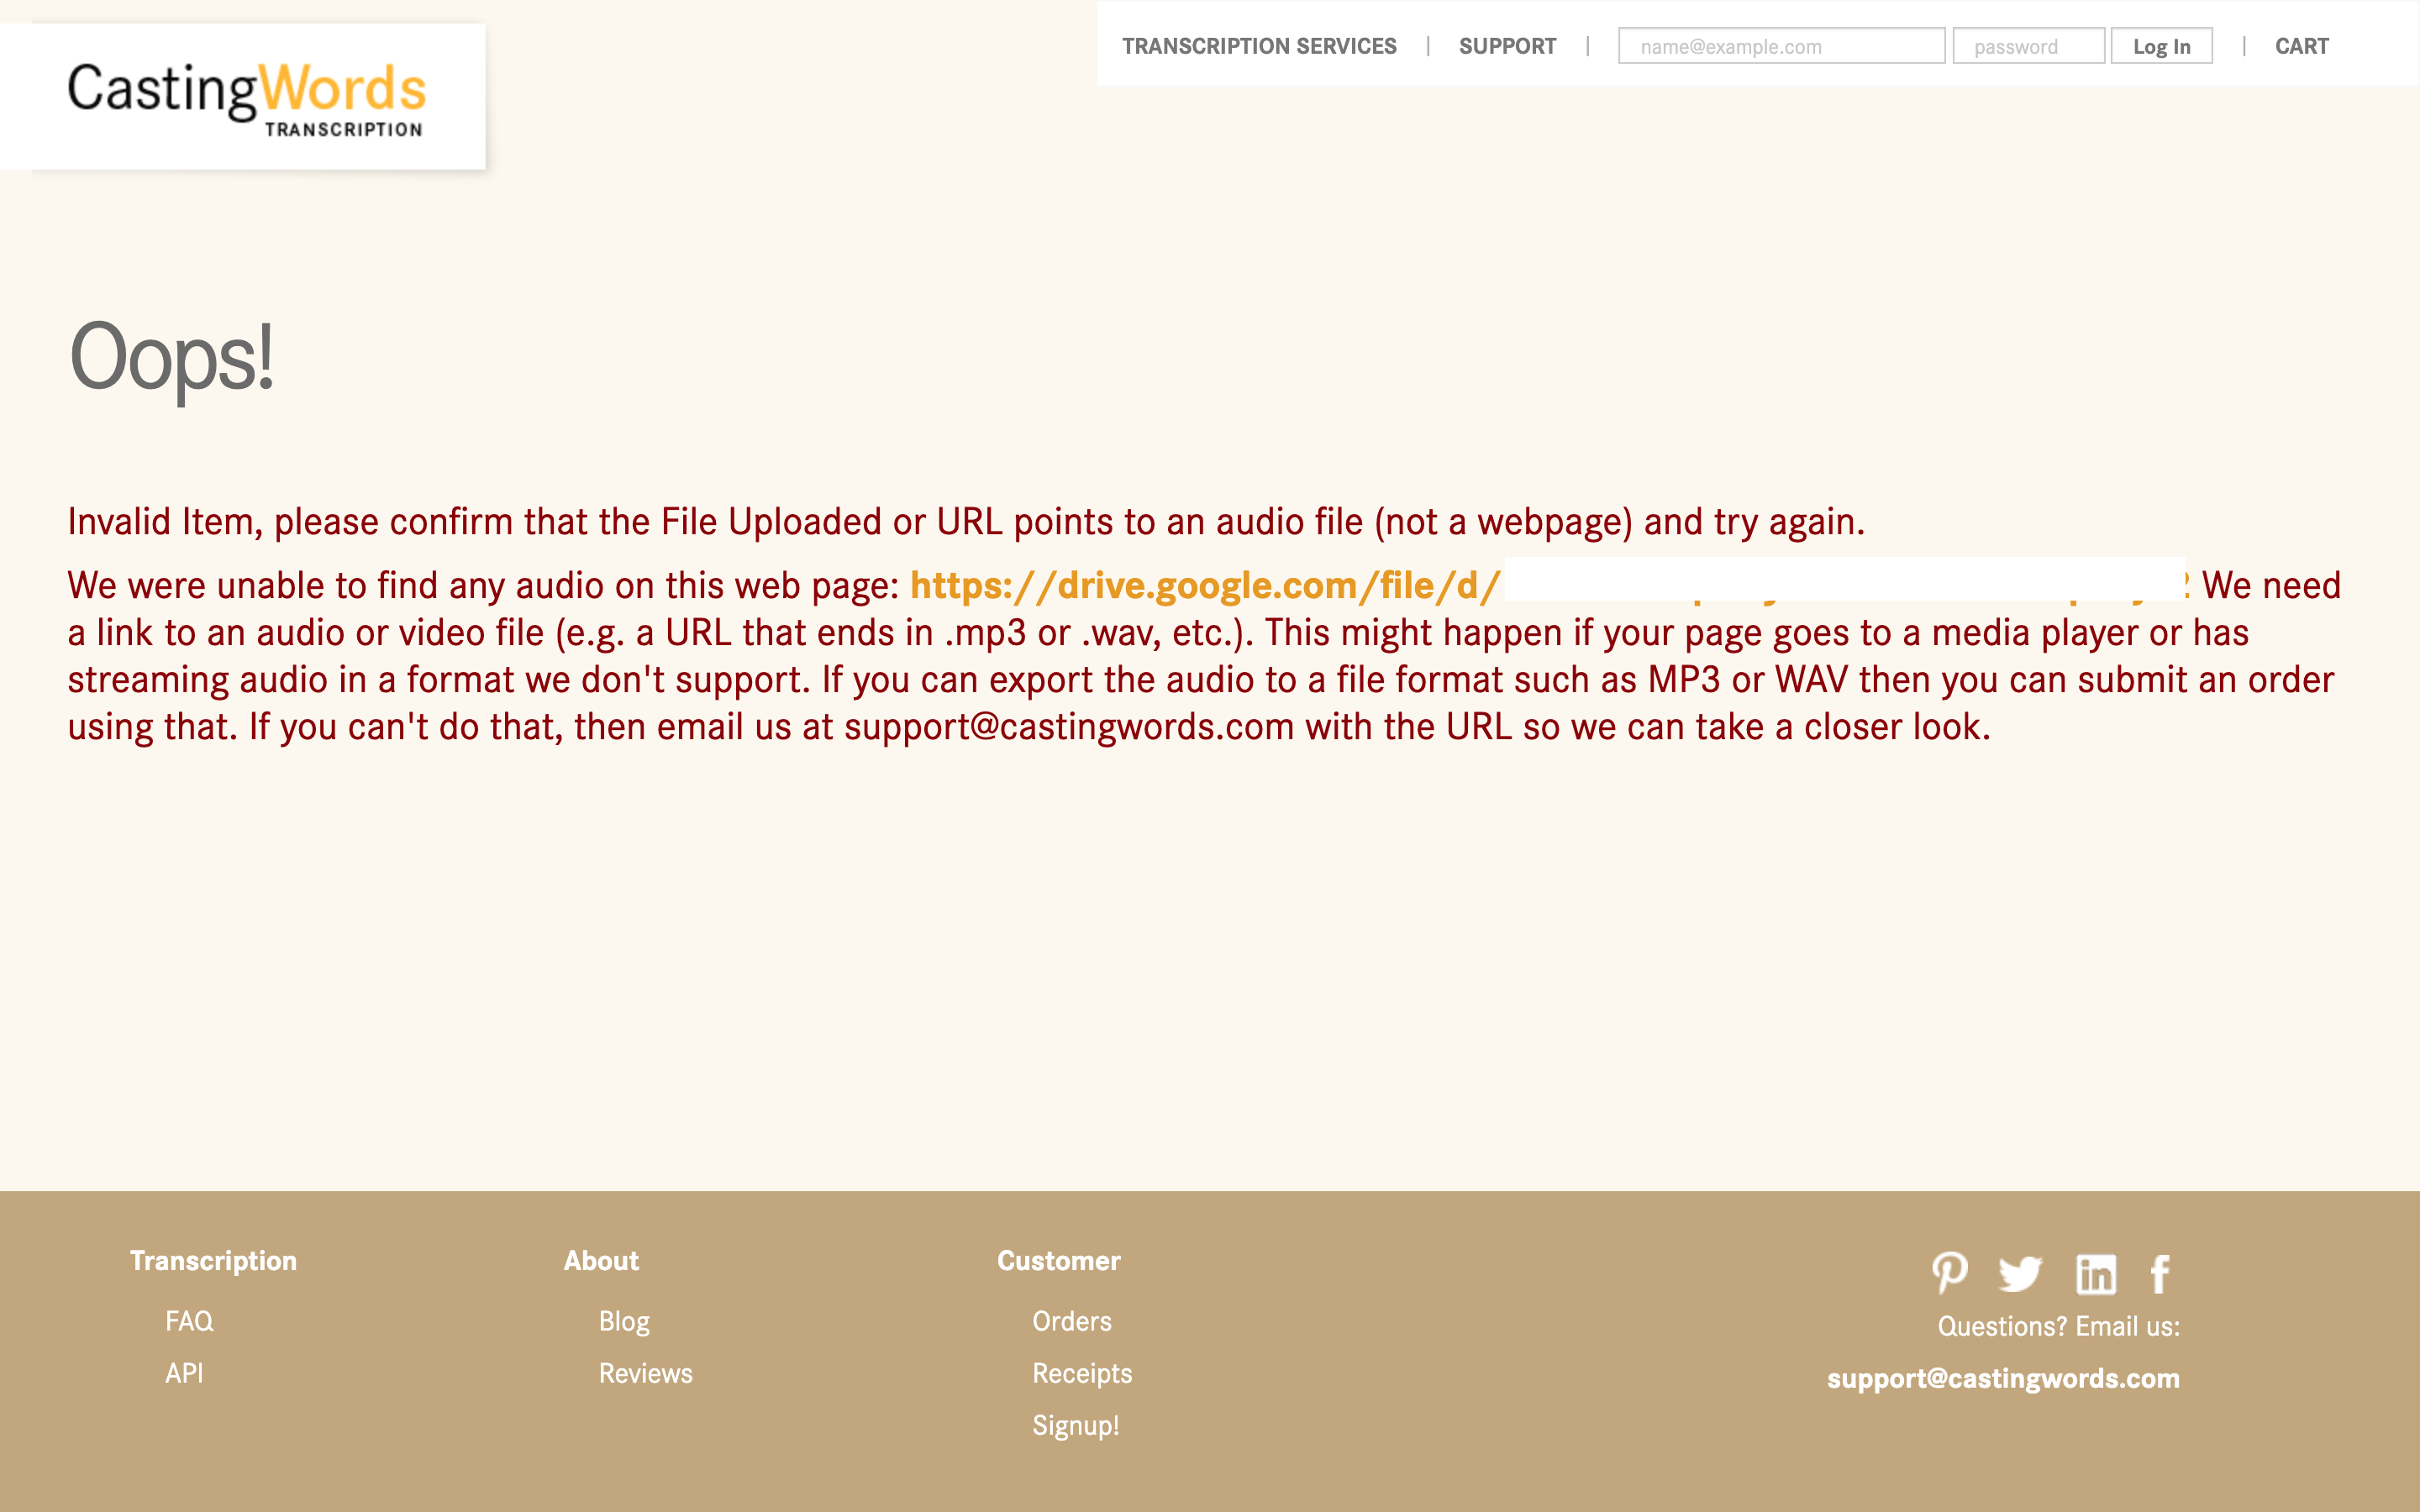 CastingWords
TRANSCRIPTION
TRANSCRIPTION SERVICES | SUPPORT | name@example.com password Log In | CART
Oops!
Invalid Item, please confirm that the File Uploaded or URL points to an audio file (not a webpage) and try again.
We were unable to find any audio on this web page: https://drive.google.com/file/d/ We need
a link to an audio or video file (e.g. a URL that ends in .mp3 or .wav, etc.). This might happen if your page goes to a media player or has
streaming audio in a format we don't support. If you can export the audio to a file format such as MP3 or WAV then you can submit an order
using that. If you can't do that, then email us at support@castingwords.com with the URL so we can take a closer look.
Transcription
FAQ
API
About
Blog
Reviews
Customer
Orders
Receipts
Signup!
Questions? Email us:
support@castingwords.com